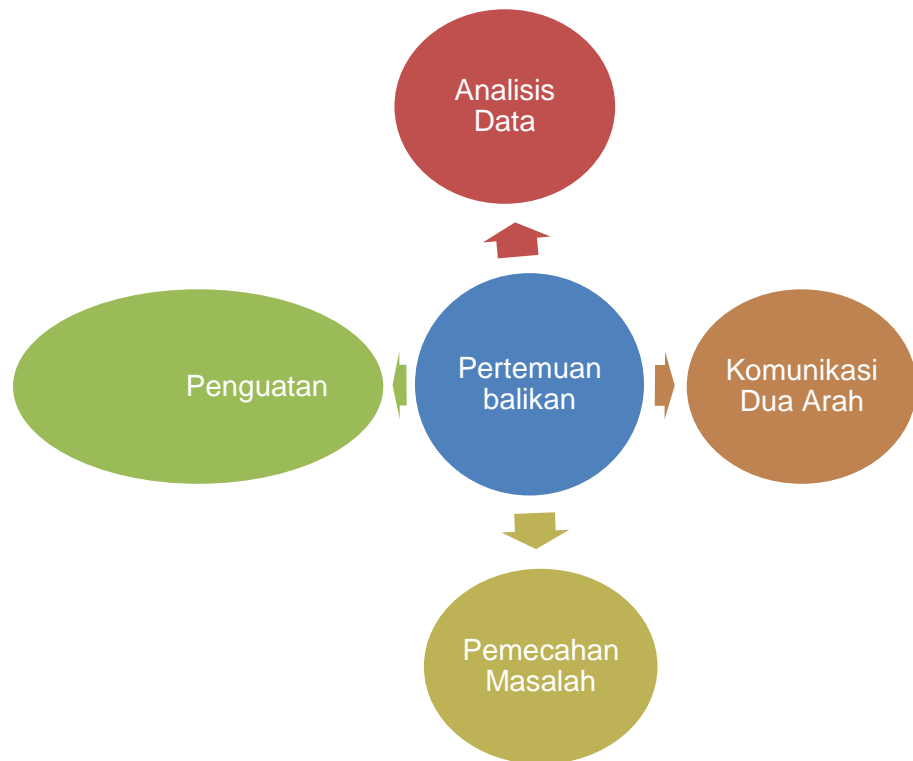 Analisis
Data
Penguatan
Pertemuan
balikan
Komunikasi
Dua Arah
Pemecahan
Masalah